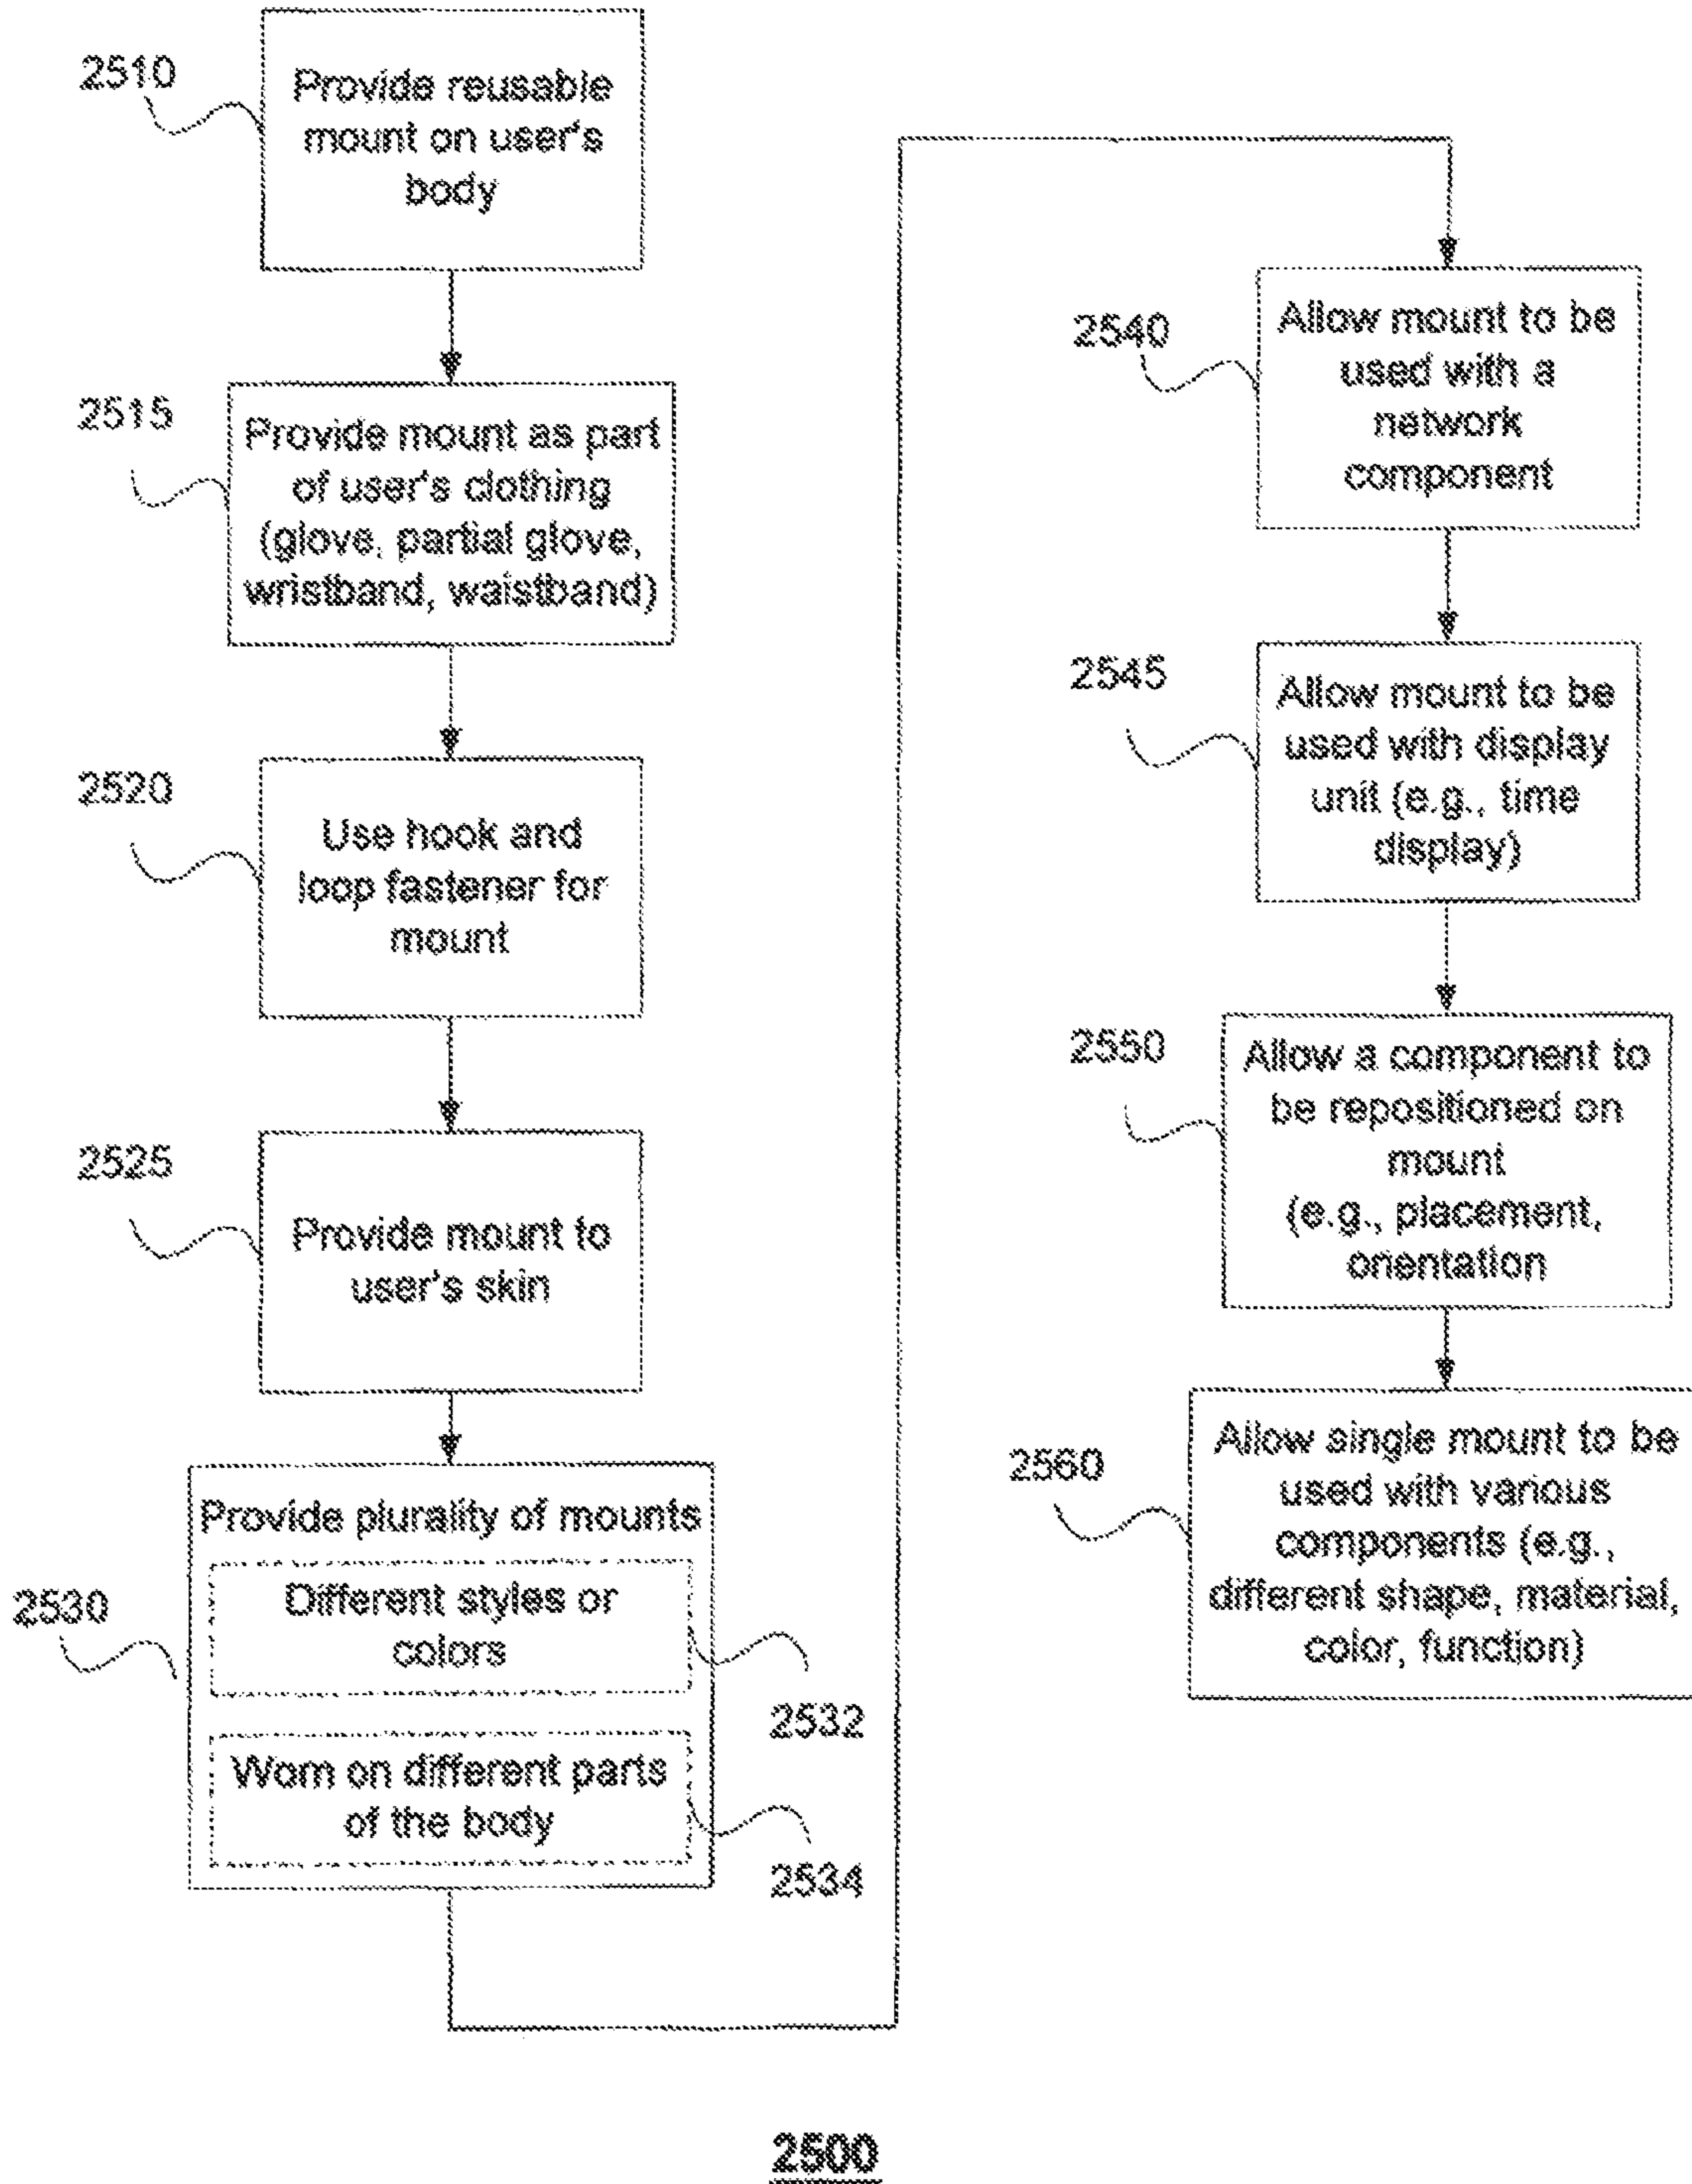 2510
Provide reusable
mount on user's
body
2515
Provide mount as part
of user's clothing
(glove, partial glove,
wristband, waistband)
2520
Use hook and
loop fastener for
mount
2525
Provide mount to
user's skin
2530
Provide plurality of mounts
Different styles or
colors
2532
Worn on different parts
of the body
2534
2540
Allow mount to be
used with a
network
component
2545
Allow mount to be
used with display
unit (e.g., time
display)
2550
Allow a component to
be repositioned on
mount
(e.g., placement,
orientation
2560
Allow single mount to be
used with various
components (e.g.,
different shape, material,
color, function)
2500